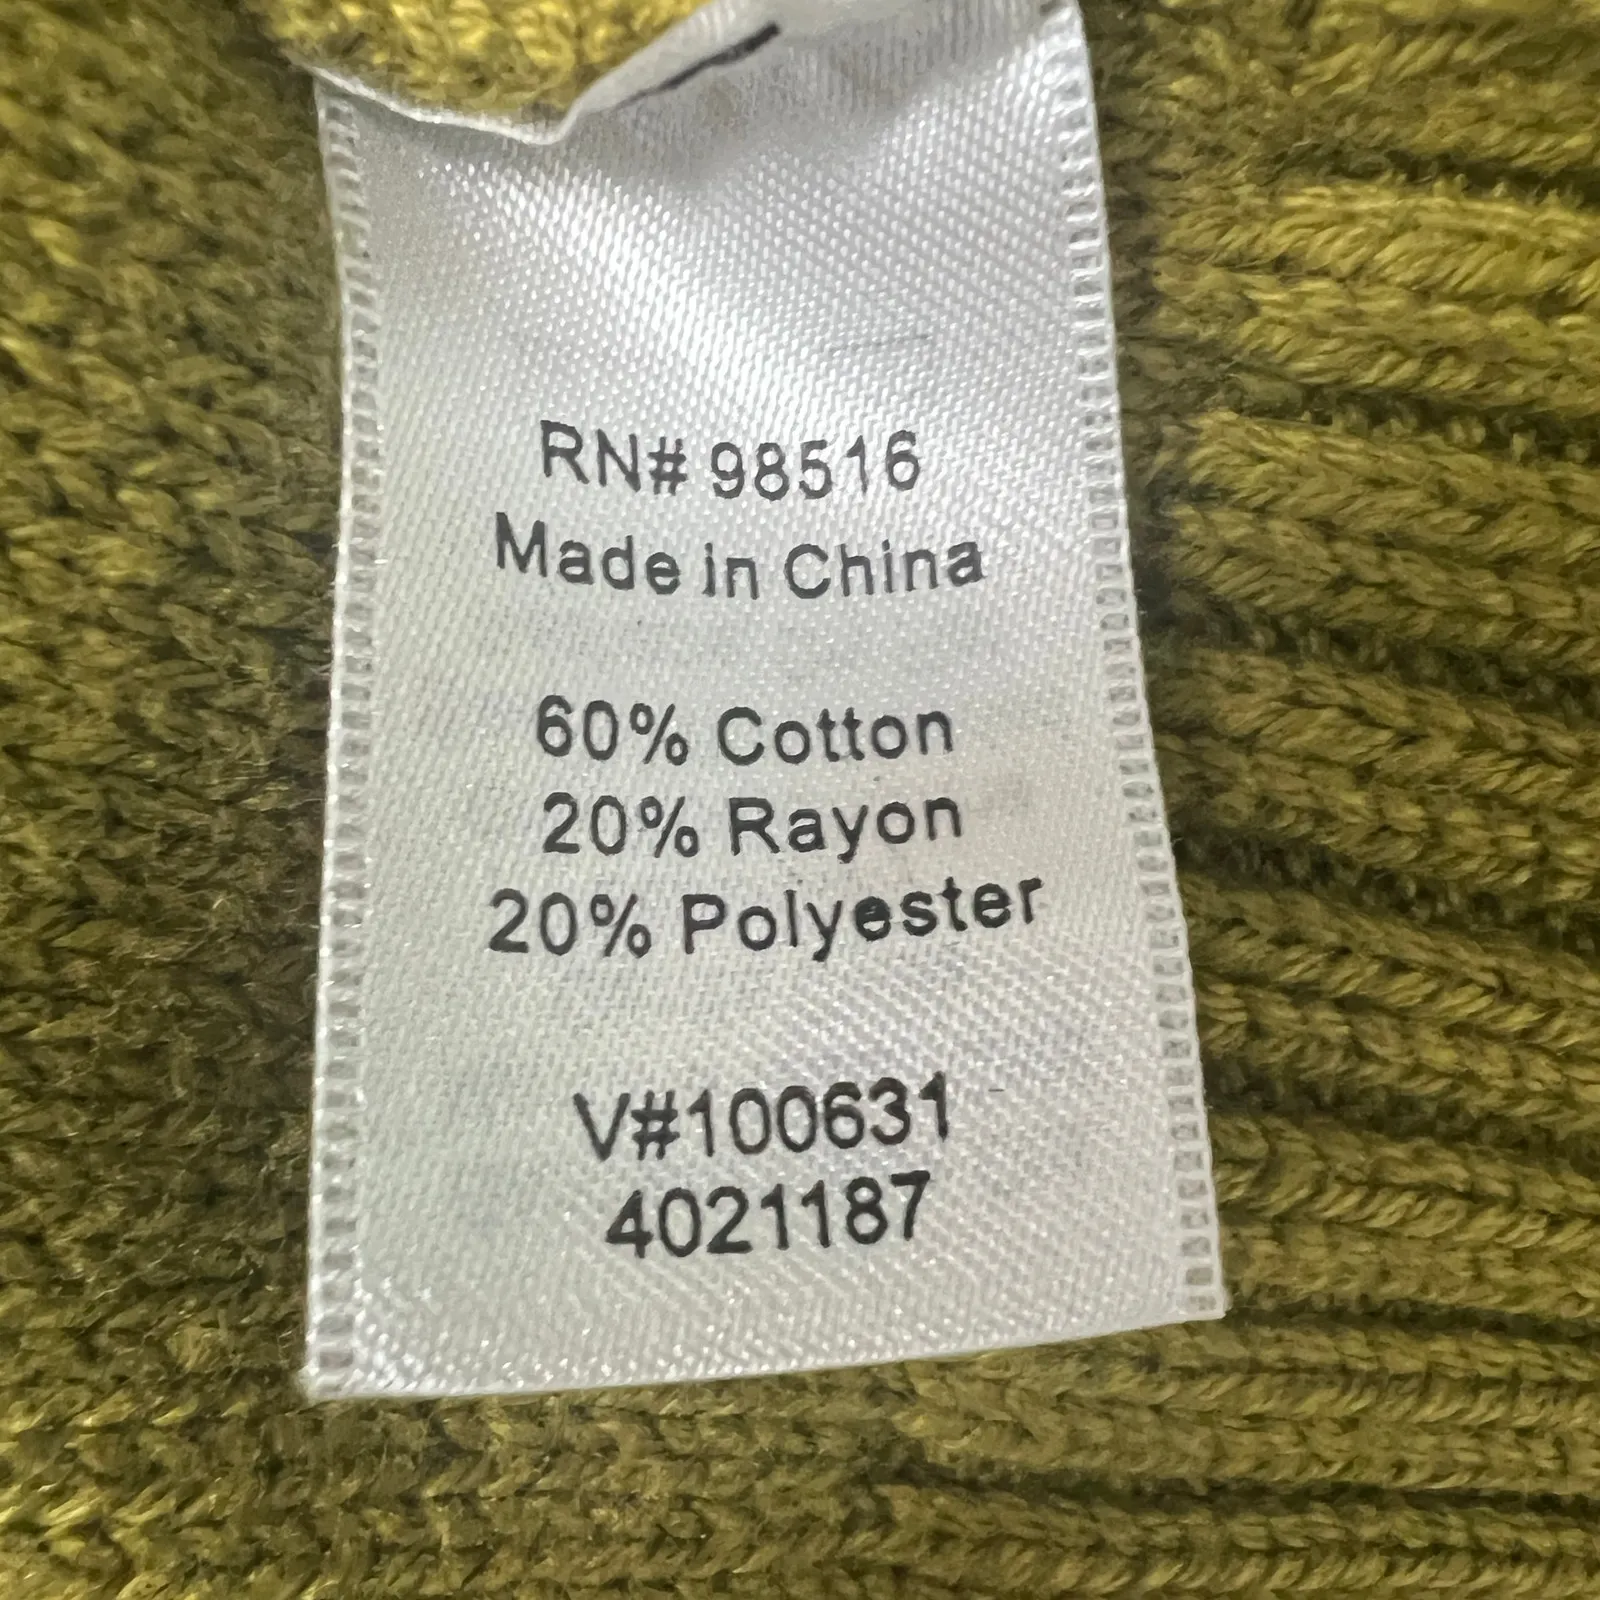 RN# 98516
Made in China
60% Cotton
20% Rayon
20% Polyester
V#100631
4021187